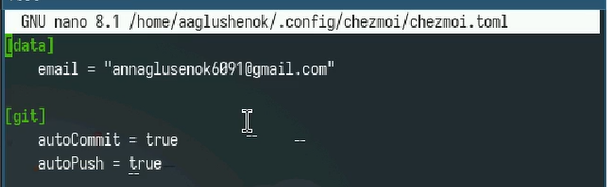 GNU nano 8.1 /home/aaglushenok/.config/chezmoi/chezmoi.toml
[data]
email = "annaglusenok6091@gmail.com"
[git]
autoCommit = true
autoPush = true